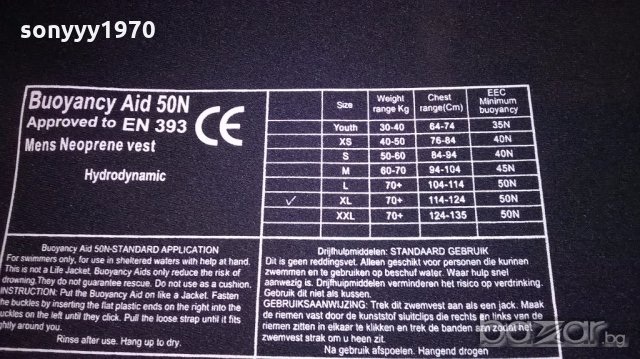 sonyyy1970
Buoyancy Aid 50N
Approved to EN 393 CE
Mens Neoprene vest
Hydrodynamic
Size Weight range Kg Chest range(Cm) EEC Minimum buoyancy
Youth 30-40 64-74 35N
XS 40-50 76-84 40N
S 50-60 84-94 40N
M 60-70 94-104 45N
L 70+ 104-114 50N
✓ XL 70+ 114-124 50N
XXL 70+ 124-135 50N
Buoyancy Aid 50N-STANDARD APPLICATION
For swimmers only, for use in sheltered waters with help at hand.
This is not a Life Jacket, Buoyancy Aids only reduce the risk of
drowning.They do not guarantee rescue. Do not use as a cushion.
INSTRUCTION: Put the Buoyancy Aid on like a Jacket. Fasten
the buckles by inserting the flat plastic ends on the right into the
buckles on the left until they click. Pull the loose strap until it fits
tightly around you.
Rinse after use. Hang up to dry.
Drijfhulpmiddelen: STANDAARD GEBRUIK
Dit is geen reddingsvest. Alleen geschikt voor personen die kunnen
zwemmen en te gebruiken op beschuf water. Waar hulp snel
aanwezig is. Drijfhulpmiddelen verminderen het risico op verdrinking.
Gebruik dit niet als kussen.
GEBRUIKSAANWIJZING: Trek dit zwemvest aan als een jack. Maak
de riemen vast door de kunststof sluitclips die rechts en links van
de riemen zitten in elkaar te klikken en trek de banden aan zodat het
zwemvest strak om u heen zit.
Na gebruik afspoelen. Hangend drogen
bazar.bg